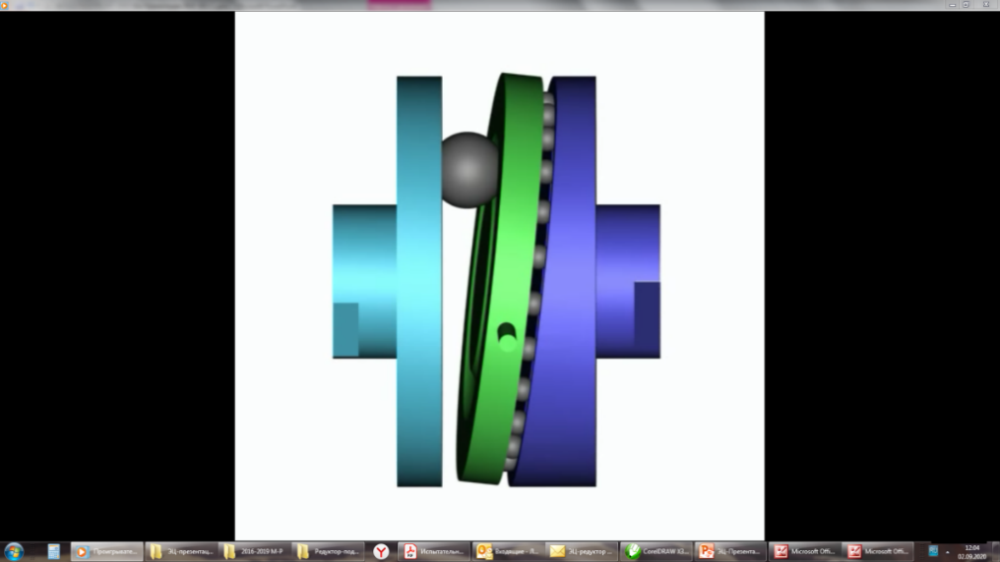 Проигрывате...
ЭЦ-презентац...
2016-2019 М-Р
Редуктор-под...
Испытательн...
Входящие - П...
ЭЦ-редуктор ...
CorelDRAW X3...
ЭЦ-Презента...
Microsoft Offi...
Microsoft Offi...
12:04
02.09.2020